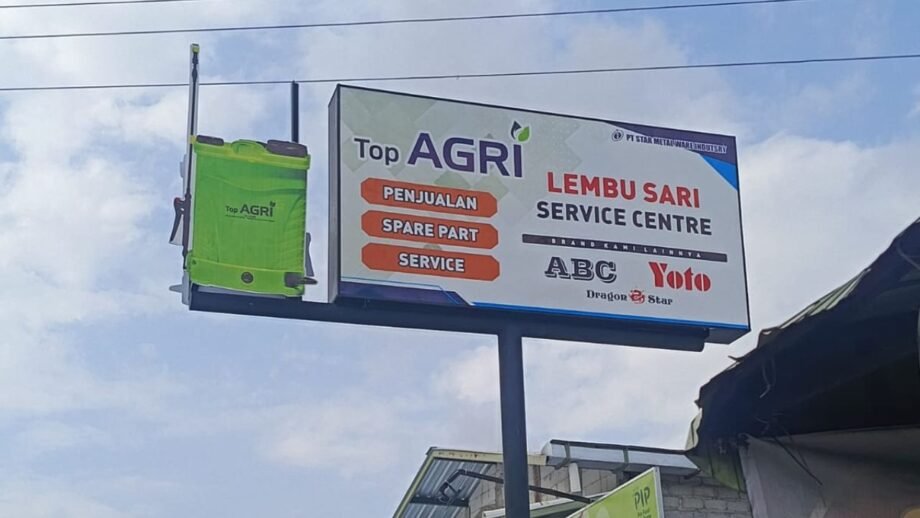 Top AGRI
Top AGRI
PENJUALAN
SPARE PART
SERVICE
PT STAR METAL WARE INDUTSRY
LEMBU SARI
SERVICE CENTRE
BRAND KAMI LAINNYA
ABC
Yoto
Dragon Star
PIP